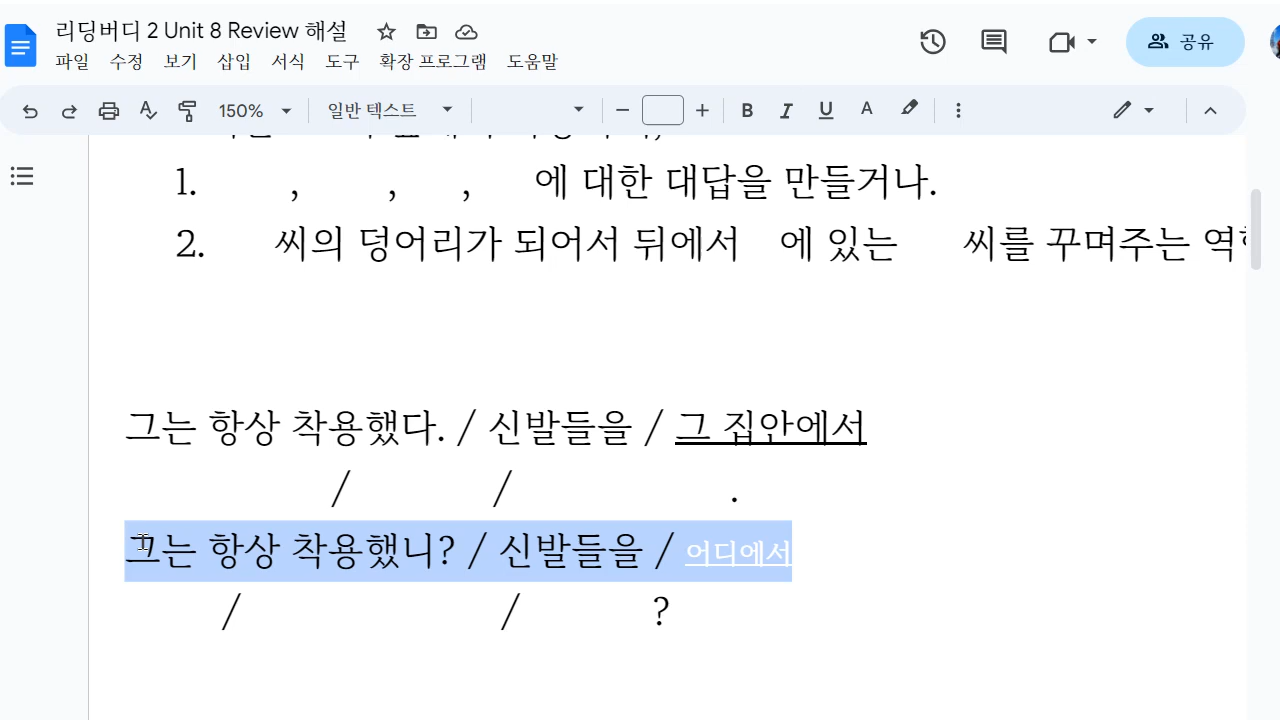 리딩버디 2 Unit 8 Review 해설
파일 수정 보기 삽입 서식 도구 확장 프로그램 도움말
공유
150% 일반 텍스트 B I U A
1. , , , 에 대한 대답을 만들거나.
2. 씨의 덩어리가 되어서 뒤에서 에 있는 씨를 꾸며주는
그는 항상 착용했다. / 신발들을 / 그 집안에서
/ / .
그는 항상 착용했니? / 신발들을 / 어디에서
/ / ?